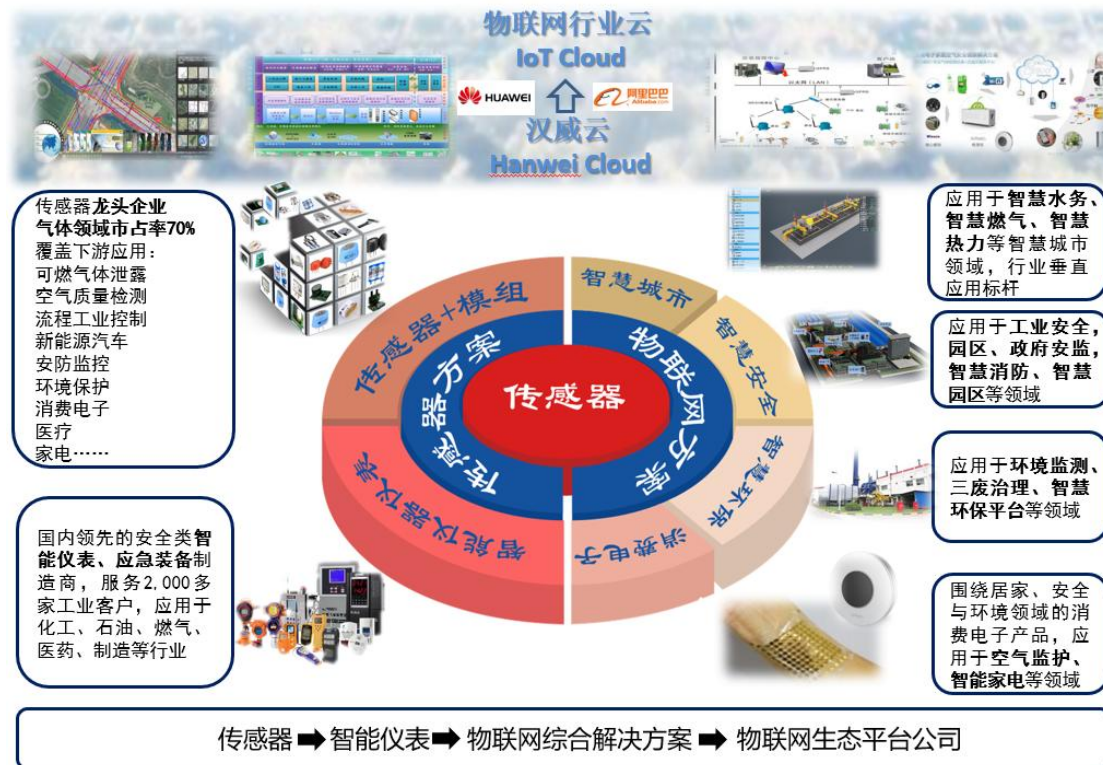 物联网行业云
IoT Cloud
HUAWEI
阿里巴巴
Alibaba.com
汉威云
Hanwei Cloud
传感器龙头企业
气体领域市占率70%
覆盖下游应用：
可燃气体泄露
空气质量检测
流程工业控制
新能源汽车
安防监控
环境保护
消费电子
医疗
家电……
国内领先的安全类智
能仪表、应急装备制
造商，服务2,000多
家工业客户，应用于
化工、石油、燃气、
医药、制造等行业
传感器+模组
智慧城市
智慧安全
智慧环保
消费电子
智能仪器仪表
传感器方案
物联网方案
传感器
应用于智慧水务、
智慧燃气、智慧
热力等智慧城市
领域，行业垂直
应用标杆
应用于工业安全，
园区、政府安监，
智慧消防、智慧
园区等领域
应用于环境监测、
三废治理、智慧
环保平台等领域
围绕居家、安全
与环境领域的消
费电子产品，应
用于空气监护、
智能家电等领域
传感器➡智能仪表➡物联网综合解决方案➡物联网生态平台公司